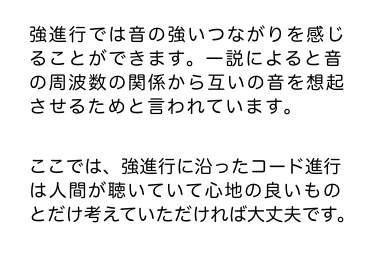 強進行では音の強いつながりを感じ
ることができます。一説によると音
の周波数の関係から互いの音を想起
させるためと言われています。
ここでは、強進行に沿ったコード進行
は人間が聴いていて心地の良いもの
とだけ考えていただければ大丈夫です。